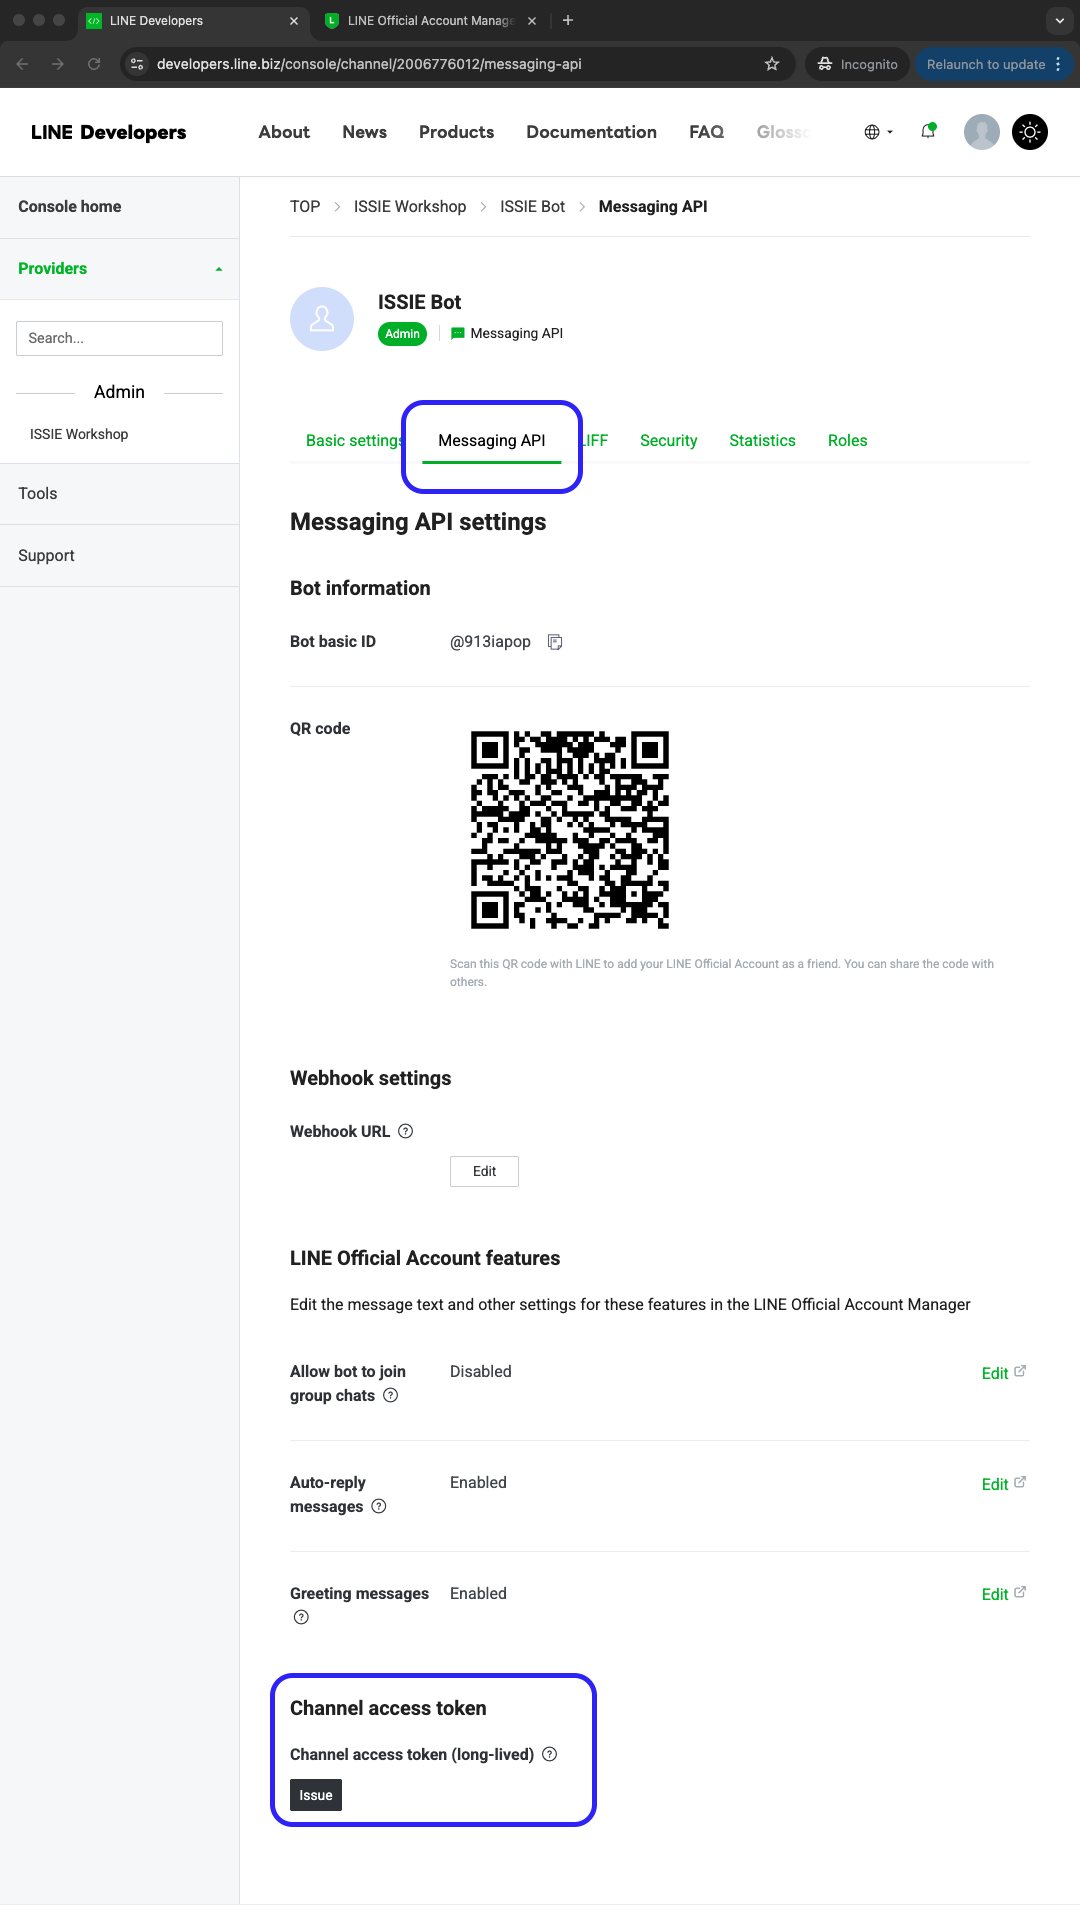 LINE Developers
LINE Official Account Manage
developers.line.biz/console/channel/2006776012/messaging-api
Incognito
Relaunch to update
LINE Developers
About
News
Products
Documentation
FAQ
Glosso
Console home
Providers
Search...
Admin
ISSIE Workshop
Tools
Support
TOP > ISSIE Workshop > ISSIE Bot > Messaging API
ISSIE Bot
Admin
Messaging API
Basic settings
Messaging API
LIFF
Security
Statistics
Roles
Messaging API settings
Bot information
Bot basic ID
@913iapop
QR code
Scan this QR code with LINE to add your LINE Official Account as a friend. You can share the code with
others.
Webhook settings
Webhook URL ?
Edit
LINE Official Account features
Edit the message text and other settings for these features in the LINE Official Account Manager
Allow bot to join
group chats ?
Disabled
Edit
Auto-reply
messages ?
Enabled
Edit
Greeting messages
?
Enabled
Edit
Channel access token
Channel access token (long-lived) ?
Issue